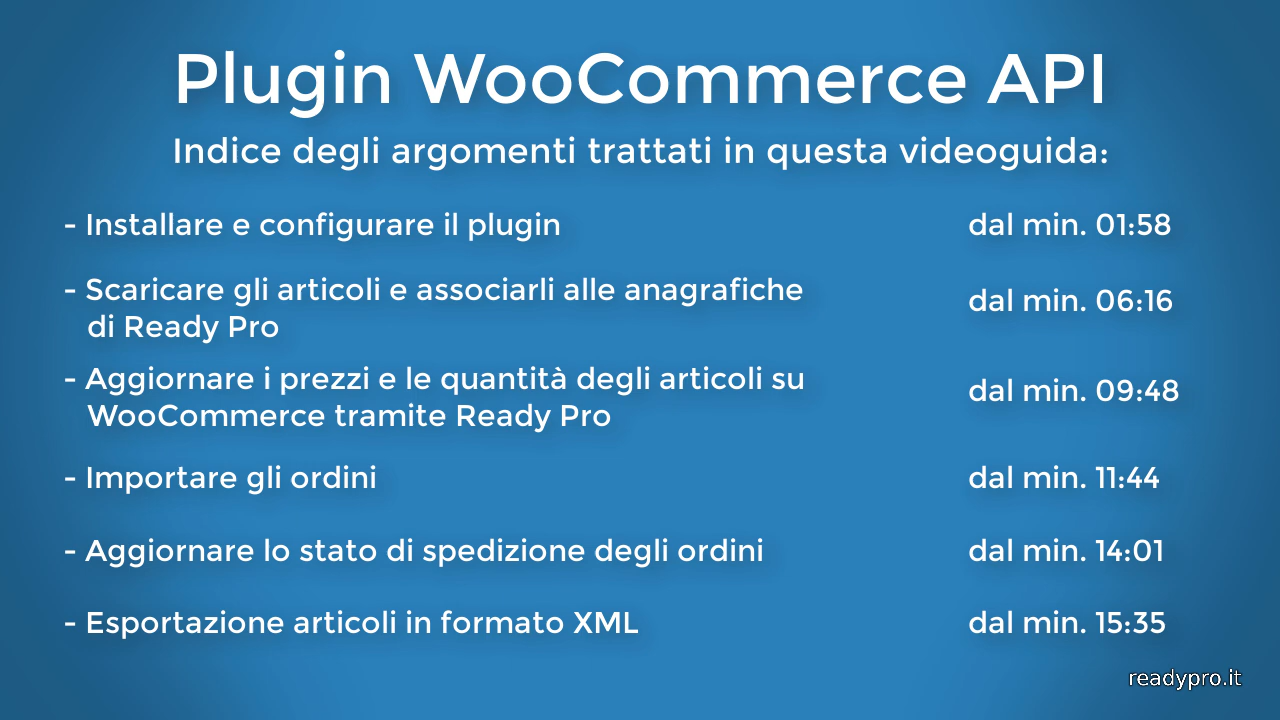 Plugin WooCommerce API
Indice degli argomenti trattati in questa videoguida:
- Installare e configurare il plugin dal min. 01:58
- Scaricare gli articoli e associarli alle anagrafiche
di Ready Pro dal min. 06:16
- Aggiornare i prezzi e le quantità degli articoli su
WooCommerce tramite Ready Pro dal min. 09:48
- Importare gli ordini dal min. 11:44
- Aggiornare lo stato di spedizione degli ordini dal min. 14:01
- Esportazione articoli in formato XML dal min. 15:35
readypro.it